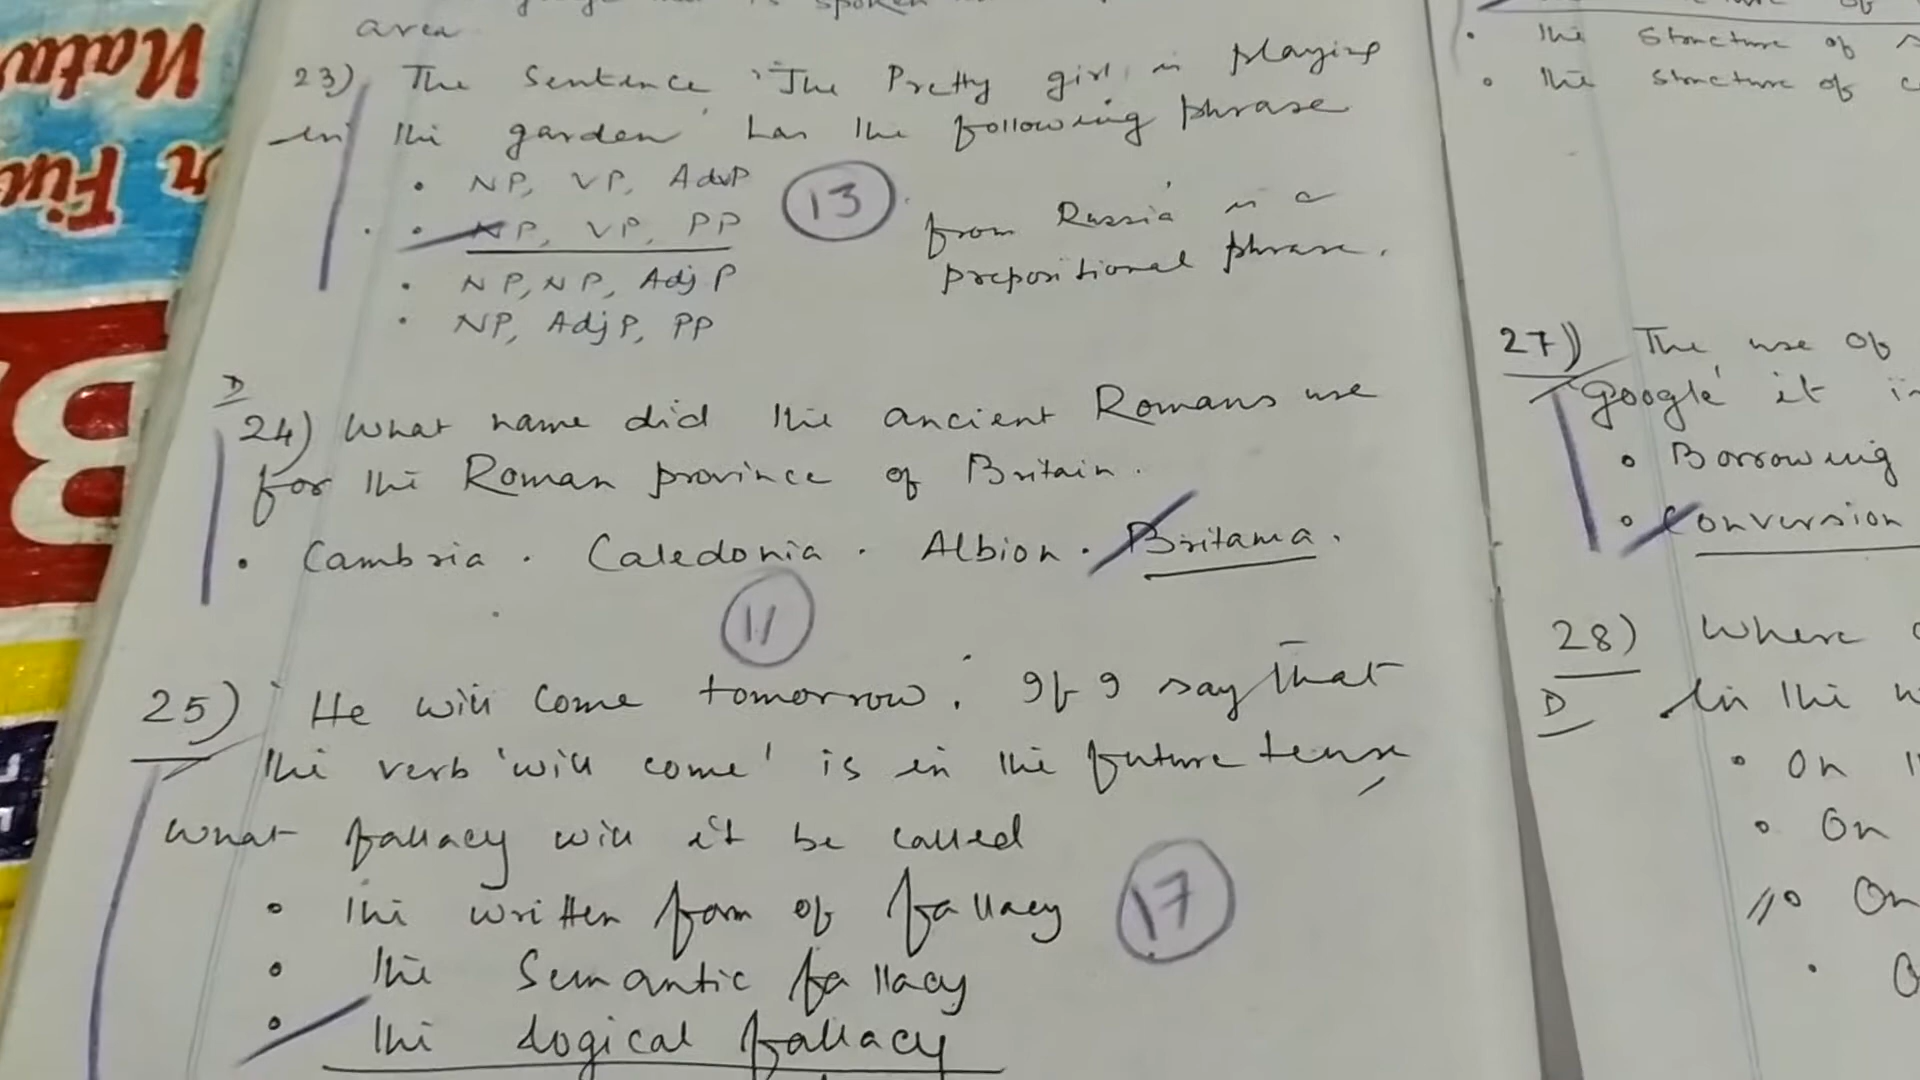 area
23) The Sentence 'The Pretty girl is playing
in the garden' has the following phrase
• NP, VP, AdvP
• NP, VP, PP
• NP, NP, Adj P
• NP, Adj P, PP
13
from Russia is a
prepositional phrase.
D
24) What name did the ancient Romans use
for the Roman province of Britain.
• Cambria . Caledonia . Albion . Britania.
11
25) 'He will come tomorrow'. If I say that
the verb 'will come' is in the future tense
what fallacy will it be called
• the written form of fallacy
17
• the Semantic fallacy
• the Logical fallacy
• the Structure of
• the structure of
27) The use of
'google' it
• Borrowing
• Conversion
28) Where
D
In the
• On
• On
• On
B